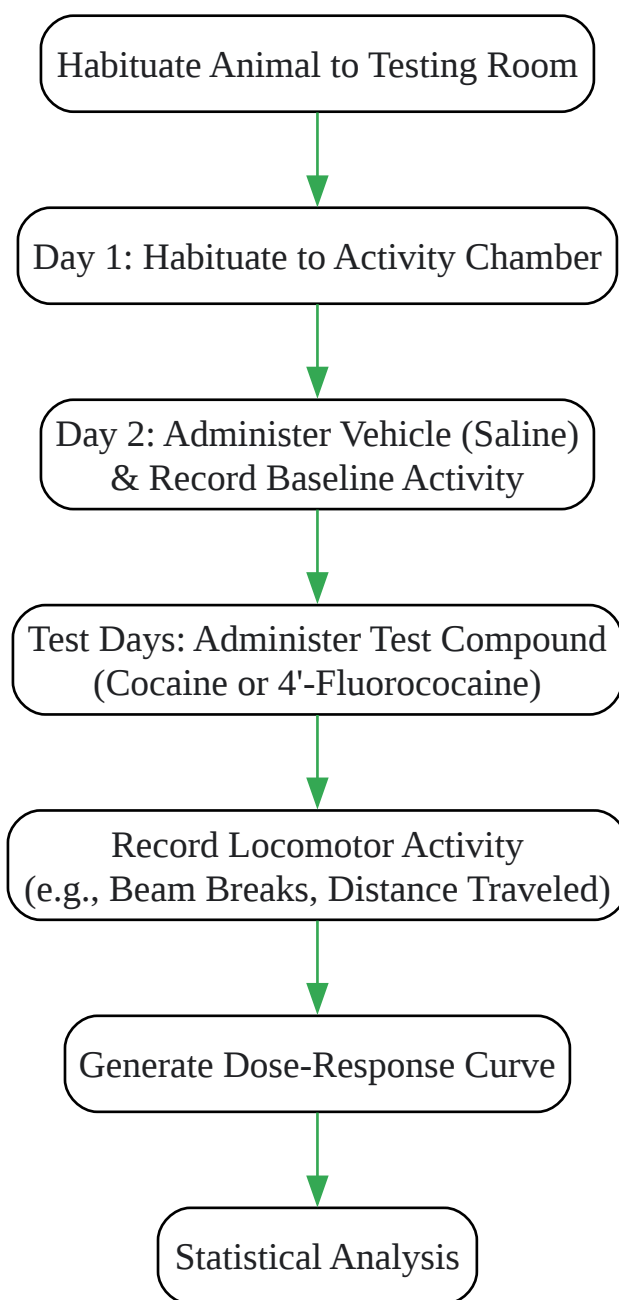 Habituate Animal to Testing Room
Day 1: Habituate to Activity Chamber
Day 2: Administer Vehicle (Saline)
& Record Baseline Activity
Test Days: Administer Test Compound
(Cocaine or 4'-Fluorococaine)
Record Locomotor Activity
(e.g., Beam Breaks, Distance Traveled)
Generate Dose-Response Curve
Statistical Analysis